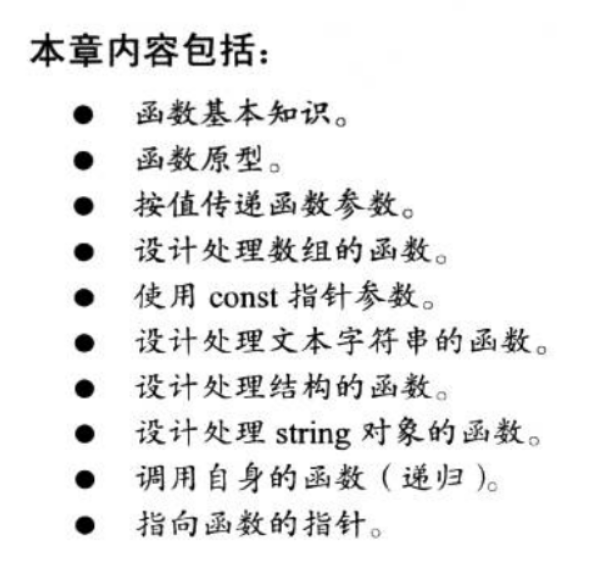 本章内容包括：
● 函数基本知识。
● 函数原型。
● 按值传递函数参数。
● 设计处理数组的函数。
● 使用 const 指针参数。
● 设计处理文本字符串的函数。
● 设计处理结构的函数。
● 设计处理 string 对象的函数。
● 调用自身的函数（递归）。
● 指向函数的指针。